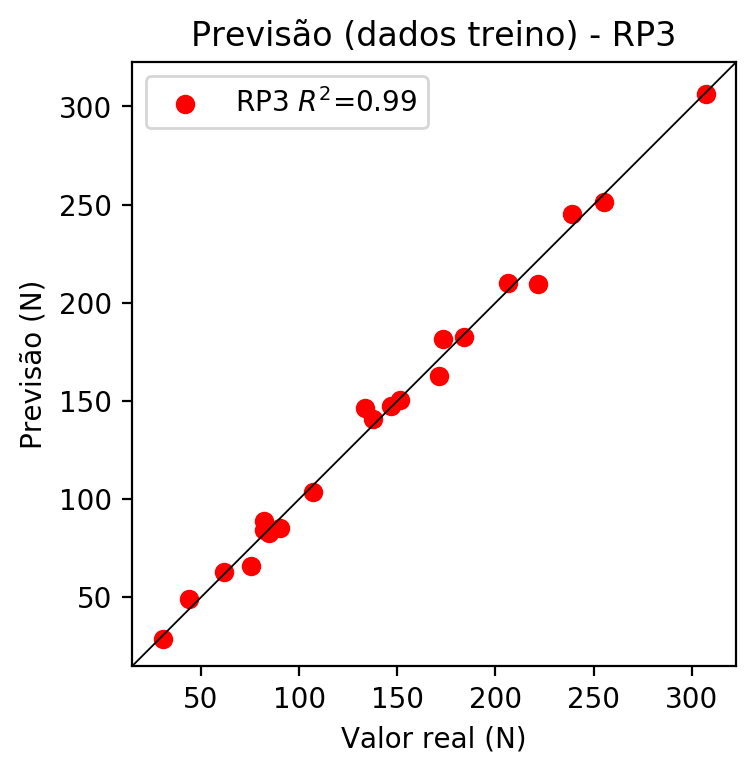 Previsão (dados treino) - RP3
RP3 R²=0.99
Previsão (N)
300
250
200
150
100
50
50 100 150 200 250 300
Valor real (N)